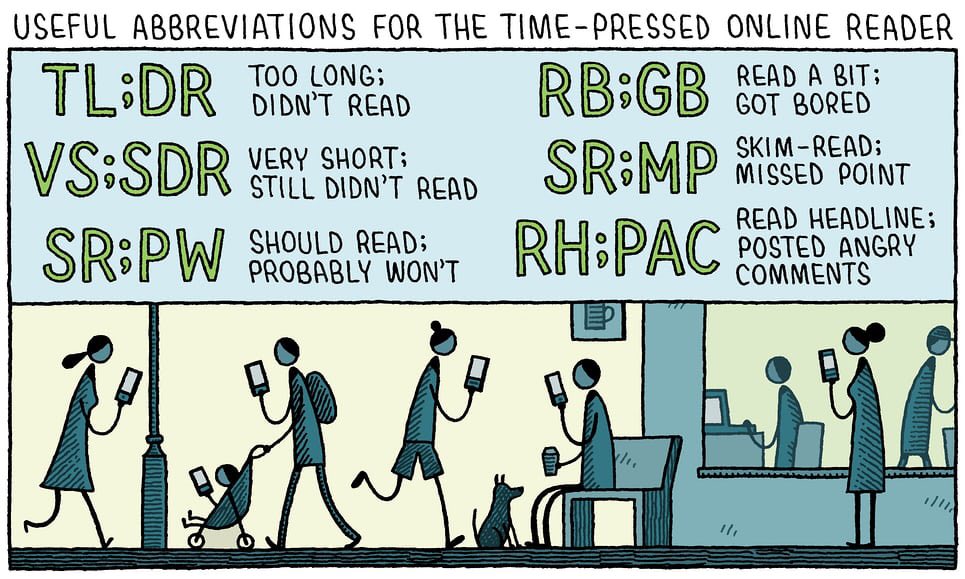 USEFUL ABBREVIATIONS FOR THE TIME-PRESSED ONLINE READER
TL;DR
TOO LONG;
DIDN'T READ
VS;SDR
VERY SHORT;
STILL DIDN'T READ
SR;PW
SHOULD READ;
PROBABLY WON'T
RB;GB
READ A BIT;
GOT BORED
SR;MP
SKIM-READ;
MISSED POINT
RH;PAC
READ HEADLINE;
POSTED ANGRY
COMMENTS